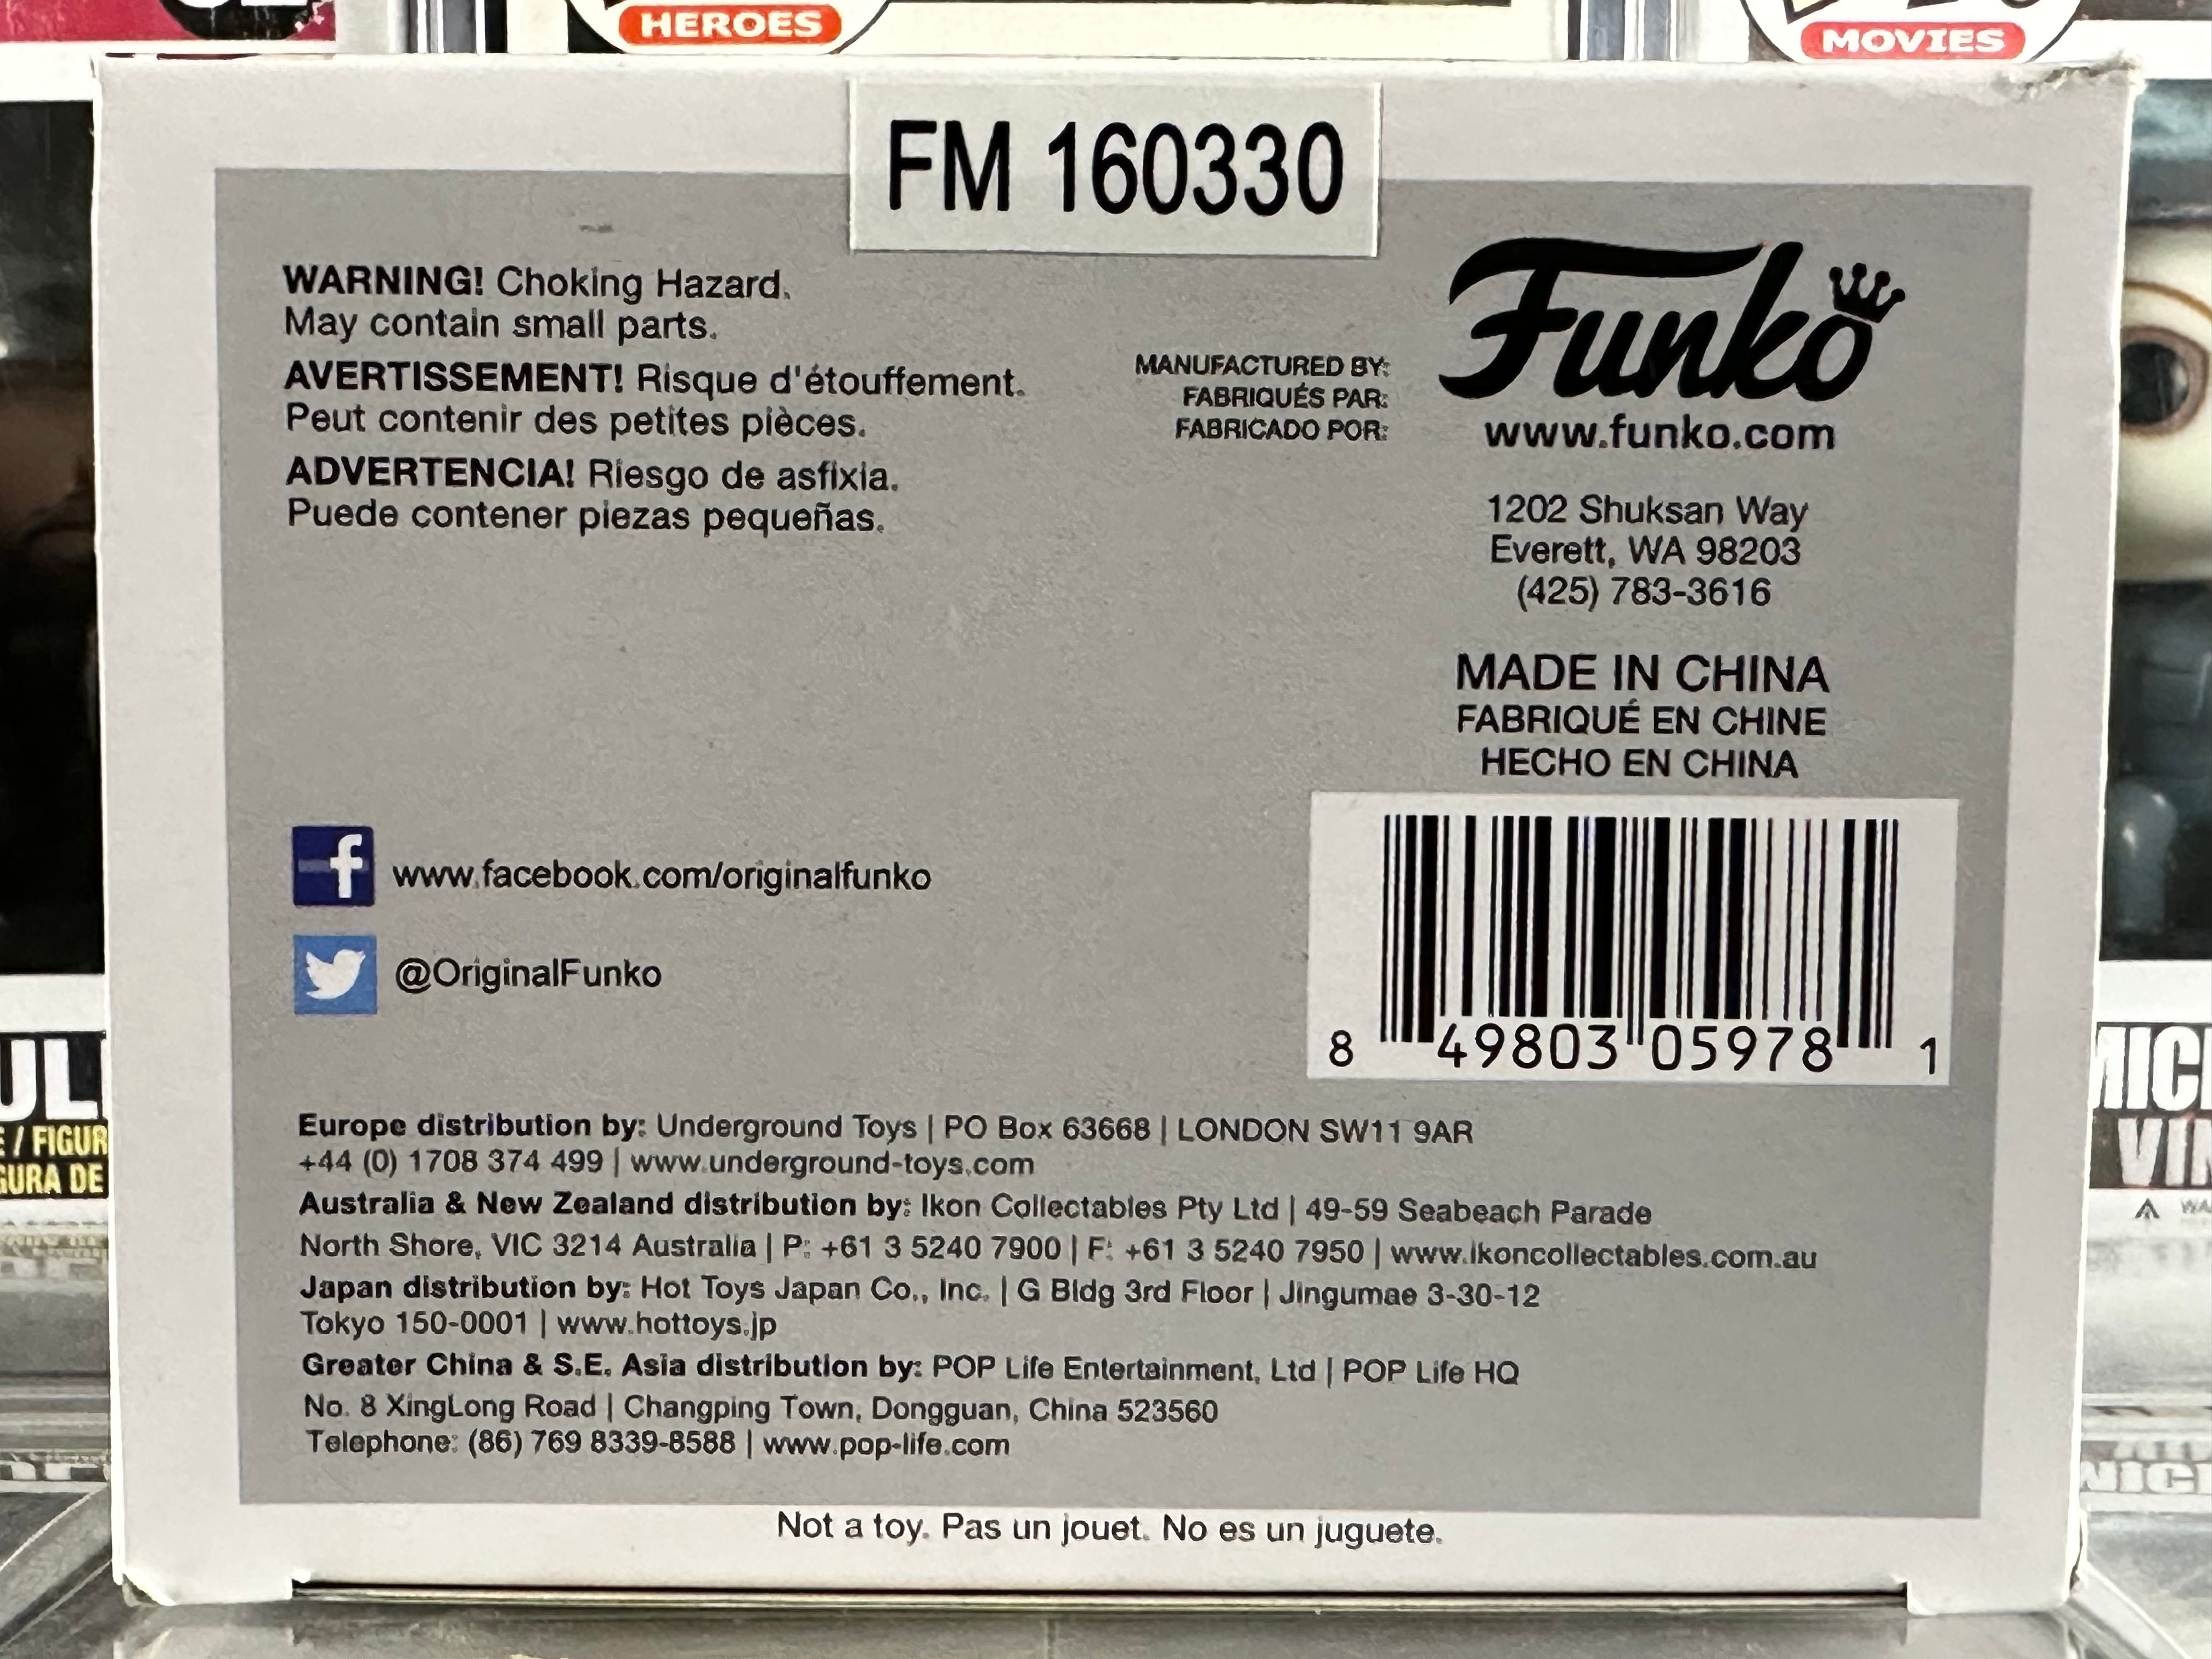 HEROES
MOVIES
FM 160330
WARNING! Choking Hazard.
May contain small parts.
AVERTISSEMENT! Risque d'étouffement.
Peut contenir des petites pièces.
ADVERTENCIA! Riesgo de asfixia.
Puede contener piezas pequeñas.
MANUFACTURED BY:
FABRIQUÉS PAR:
FABRICADO POR:
Funko
www.funko.com
1202 Shuksan Way
Everett, WA 98203
(425) 783-3616
MADE IN CHINA
FABRIQUÉ EN CHINE
HECHO EN CHINA
www.facebook.com/originalfunko
@OriginalFunko
8 49803 05978 1
Europe distribution by: Underground Toys | PO Box 63668 | LONDON SW11 9AR
+44 (0) 1708 374 499 | www.underground-toys.com
Australia & New Zealand distribution by: Ikon Collectables Pty Ltd | 49-59 Seabeach Parade
North Shore, VIC 3214 Australia | P: +61 3 5240 7900 | F: +61 3 5240 7950 | www.ikoncollectables.com.au
Japan distribution by: Hot Toys Japan Co., Inc. | G Bldg 3rd Floor | Jingumae 3-30-12
Tokyo 150-0001 | www.hottoys.jp
Greater China & S.E. Asia distribution by: POP Life Entertainment, Ltd | POP Life HQ
No. 8 XingLong Road | Changping Town, Dongguan, China 523560
Telephone: (86) 769 8339-8588 | www.pop-life.com
Not a toy. Pas un jouet. No es un juguete.